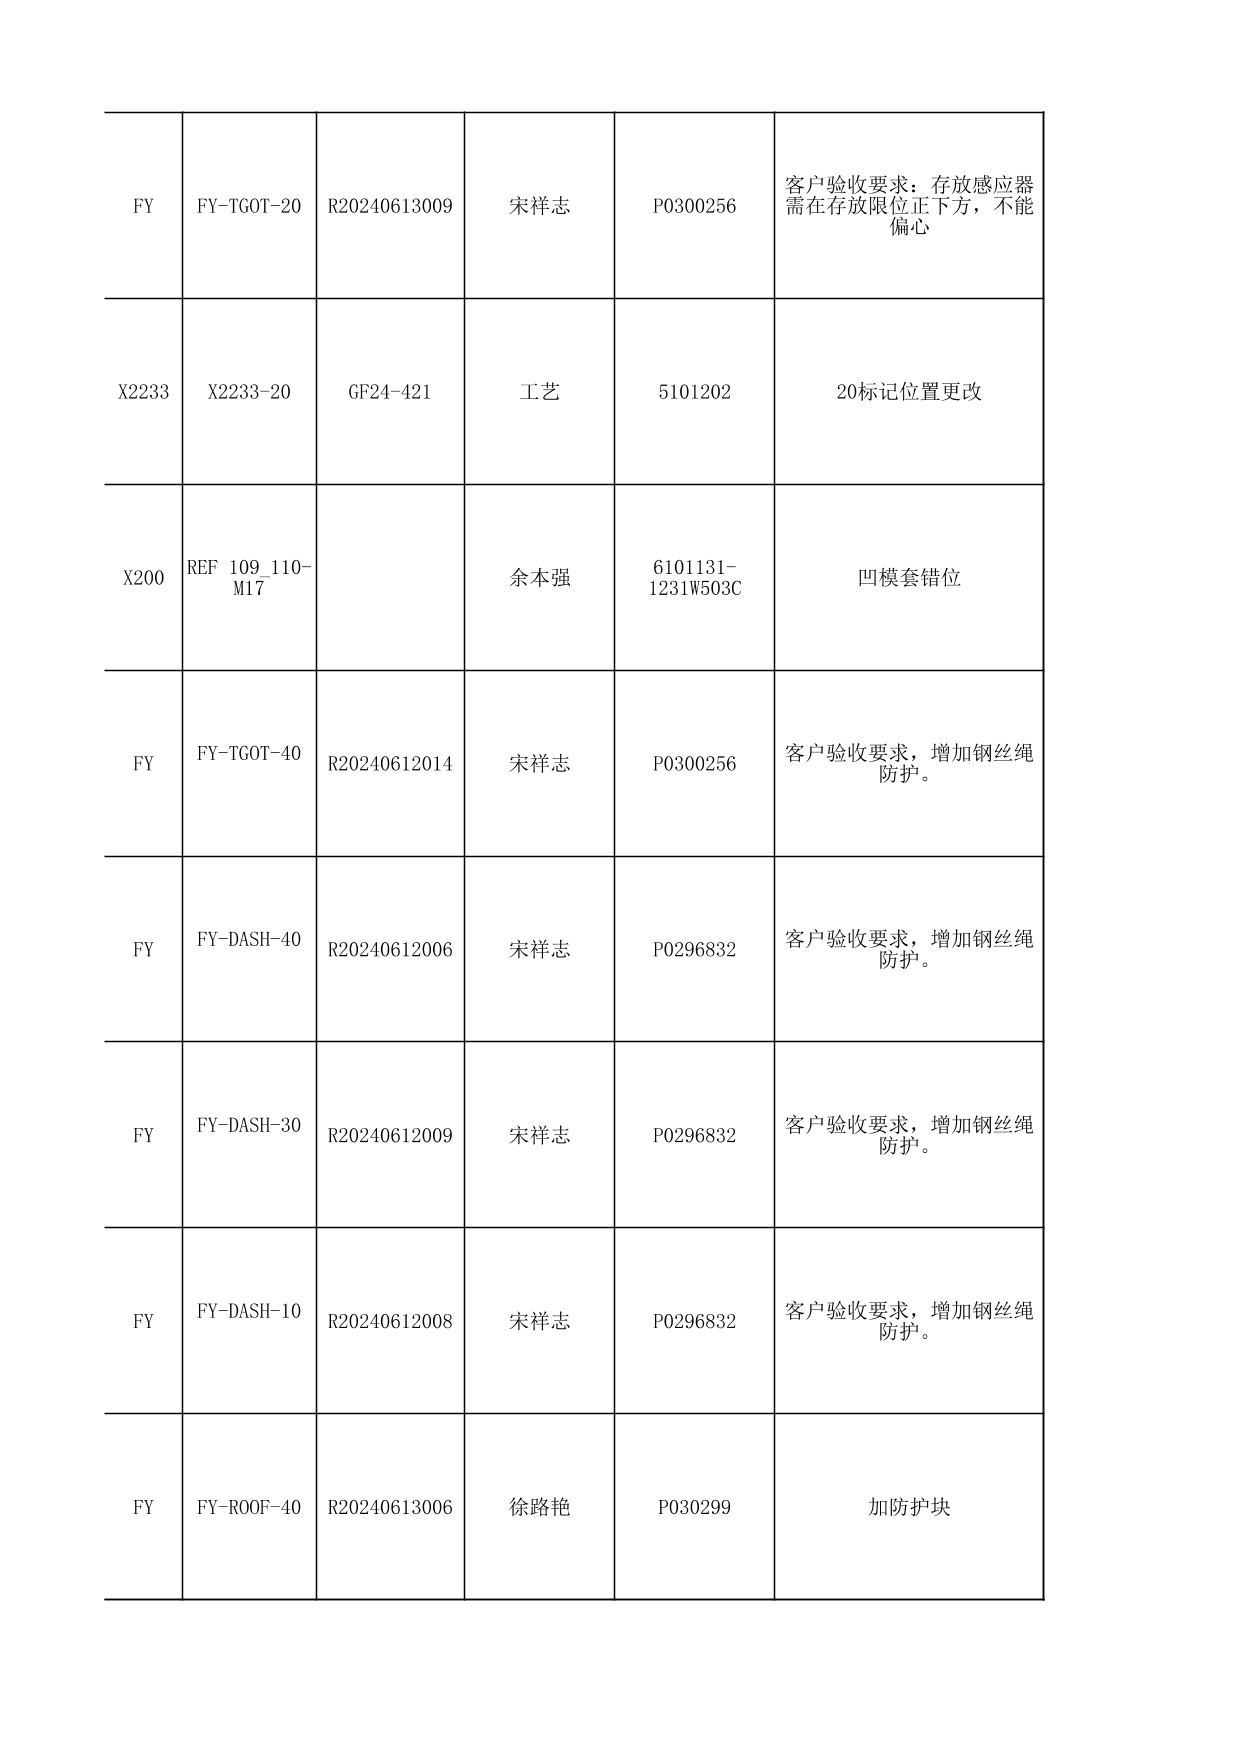 FY
FY-TGOT-20
R20240613009
宋祥志
P0300256
客户验收要求：存放感应器
需在存放限位正下方，不能
偏心
X2233
X2233-20
GF24-421
工艺
5101202
20标记位置更改
X200
REF 109_110-
M17
余本强
6101131-
1231W503C
凹模套错位
FY
FY-TGOT-40
R20240612014
宋祥志
P0300256
客户验收要求，增加钢丝绳
防护。
FY
FY-DASH-40
R20240612006
宋祥志
P0296832
客户验收要求，增加钢丝绳
防护。
FY
FY-DASH-30
R20240612009
宋祥志
P0296832
客户验收要求，增加钢丝绳
防护。
FY
FY-DASH-10
R20240612008
宋祥志
P0296832
客户验收要求，增加钢丝绳
防护。
FY
FY-ROOF-40
R20240613006
徐路艳
P030299
加防护块